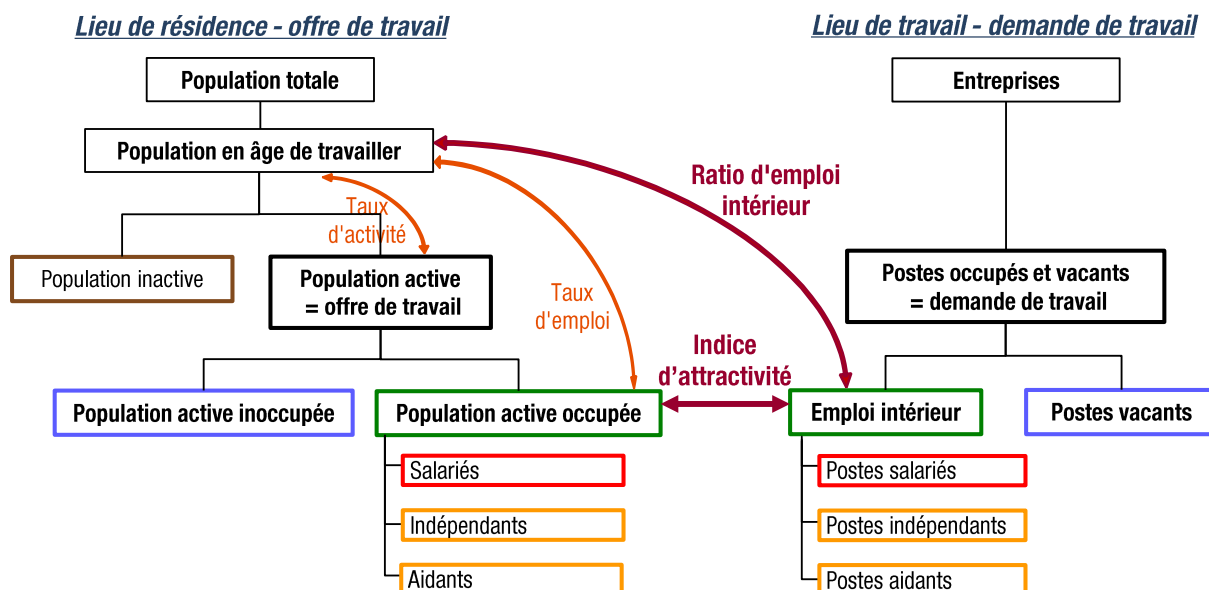 Lieu de résidence - offre de travail
Lieu de travail - demande de travail
Population totale
Entreprises
Population en âge de travailler
Ratio d'emploi
intérieur
Taux
d'activité
Population inactive
Population active
= offre de travail
Taux
d'emploi
Postes occupés et vacants
= demande de travail
Indice
d’attractivité
Population active inoccupée
Population active occupée
Emploi intérieur
Postes vacants
Salariés
Postes salariés
Indépendants
Postes indépendants
Aidants
Postes aidants